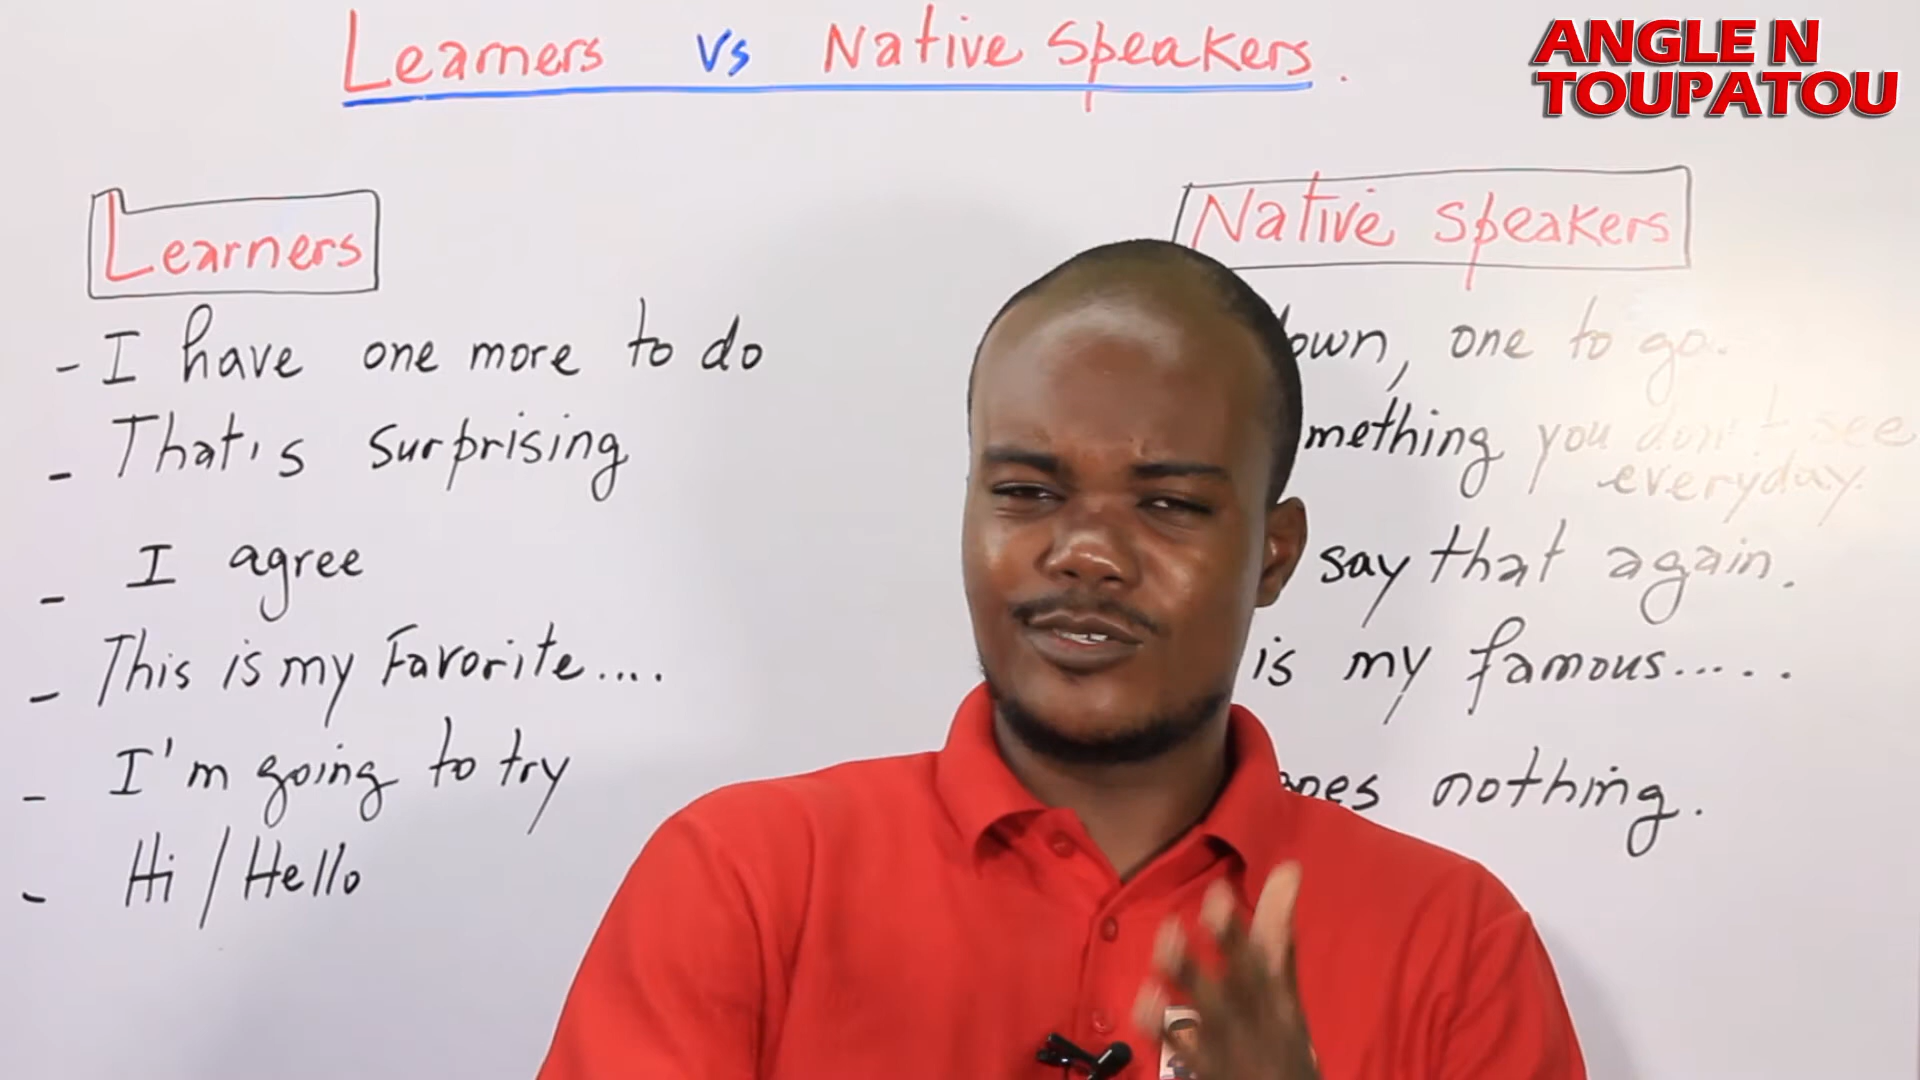 Learners vs Native Speakers.
ANGLE N
TOUPATOU
Learners
- I have one more to do
- That's surprising
- I agree
- This is my Favorite....
- I'm going to try
- Hi / Hello
Native Speakers
one to go.
you don't see
everyday.
say that again.
is my famous.....
nothing.